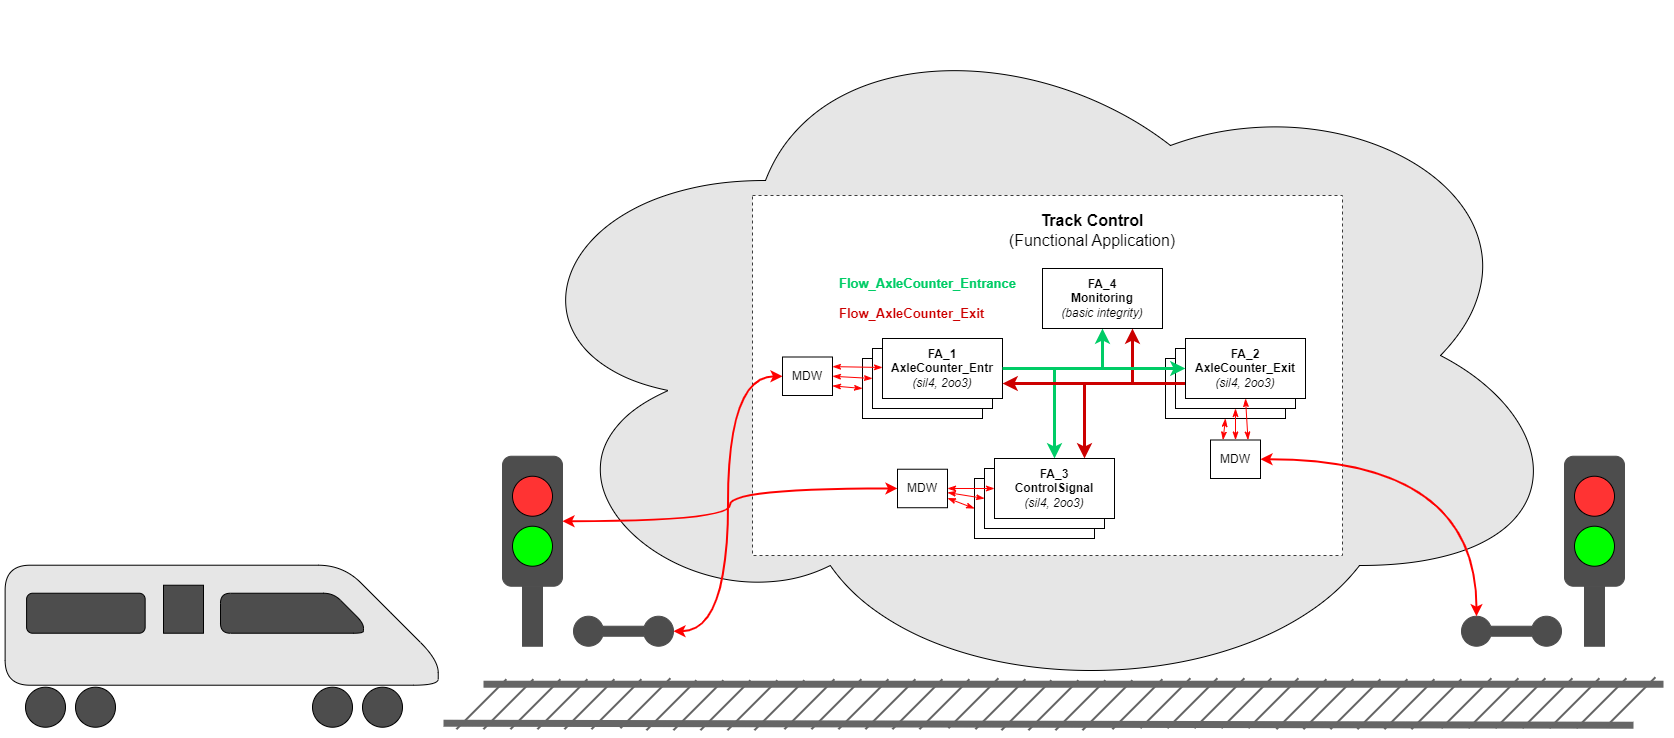 Track Control
(Functional Application)
Flow_AxleCounter_Entrance
Flow_AxleCounter_Exit
FA_4
Monitoring
(basic integrity)
MDW
FA_1
AxleCounter_Entr
(sil4, 2oo3)
FA_2
AxleCounter_Exit
(sil4, 2oo3)
MDW
MDW
FA_3
ControlSignal
(sil4, 2oo3)